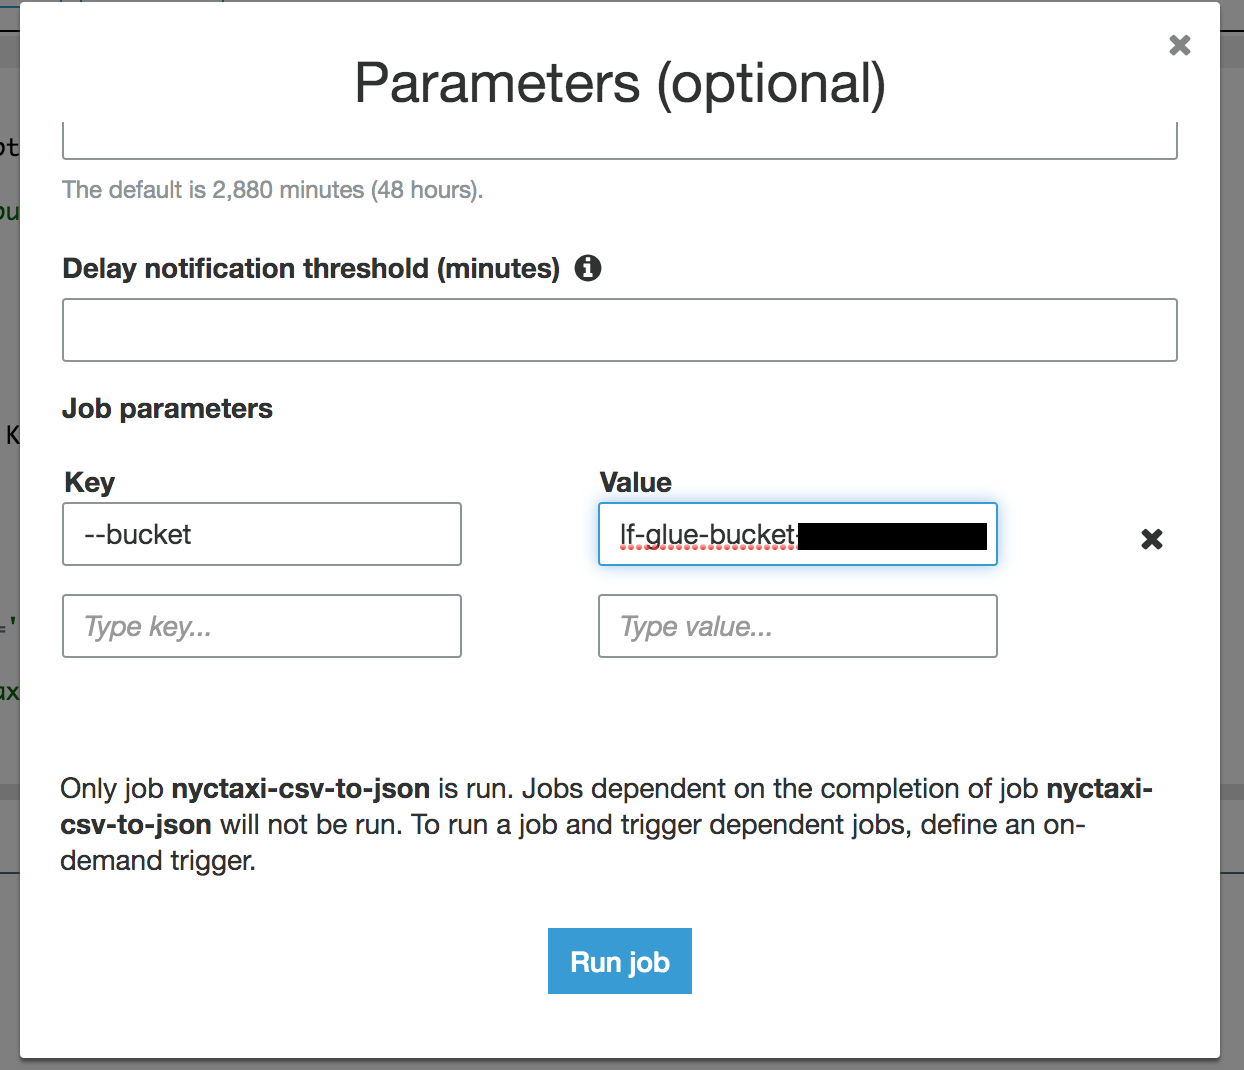 Parameters (optional)
The default is 2,880 minutes (48 hours).
Delay notification threshold (minutes)
Job parameters
Key Value
--bucket lf-glue-bucket-
Type key... Type value...
Only job nyctaxi-csv-to-json is run. Jobs dependent on the completion of job nyctaxi-
csv-to-json will not be run. To run a job and trigger dependent jobs, define an on-
demand trigger.
Run job